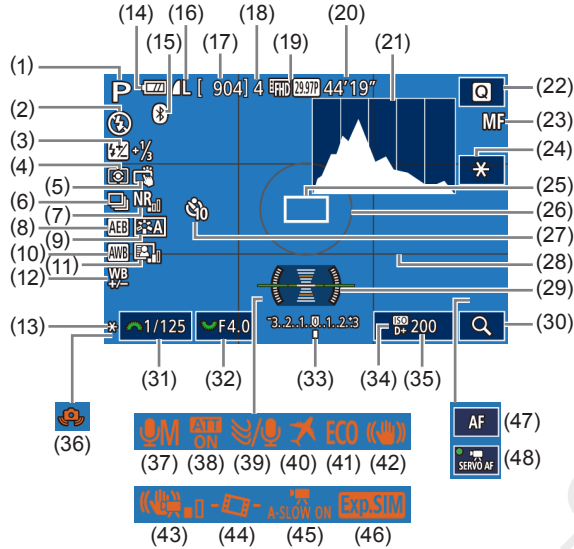 (14) (16) (18) (20)
(15) (17) (19) (21)
(1) P L [ 904] 4 FHD 29.97P 44'19" Q (22)
(2) MF (23)
(3) +1/3 (24)
(4) (5) (25)
(6) (7) NR (26)
(8) AEB (9) A 10 (27)
(10) AWB (11) (28)
(12) WB +/- (29)
(13) * 1/125 F4.0 -3..2..1..0..1..2..+3 ISO D+ 200 (30)
(31) (32) (33) (34) (35)
(36)
M ATT ON / ECO AF (47)
(37) (38) (39) (40) (41) (42) SERVO AF (48)
A-SLOW ON Exp.SIM
(43) (44) (45) (46)